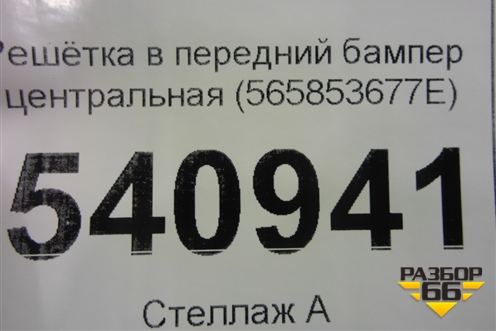 Решётка в передний бампер
центральная (565853677E)
540941
Стеллаж А
РАЗБОР
66